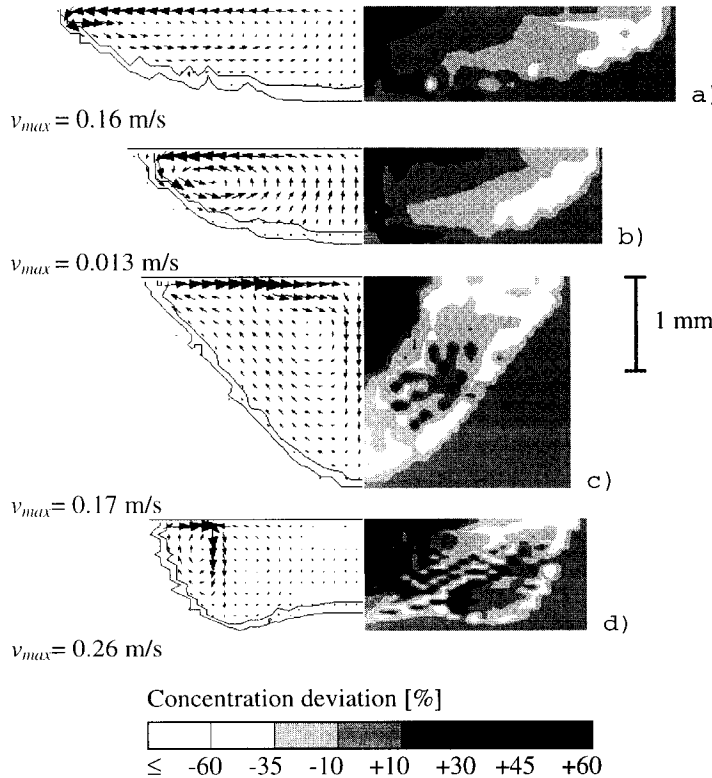 a)
v_max = 0.16 m/s
b)
v_max = 0.013 m/s
1 mm
c)
v_max = 0.17 m/s
d)
v_max = 0.26 m/s
Concentration deviation [%]
≤ -60 -35 -10 +10 +30 +45 +60